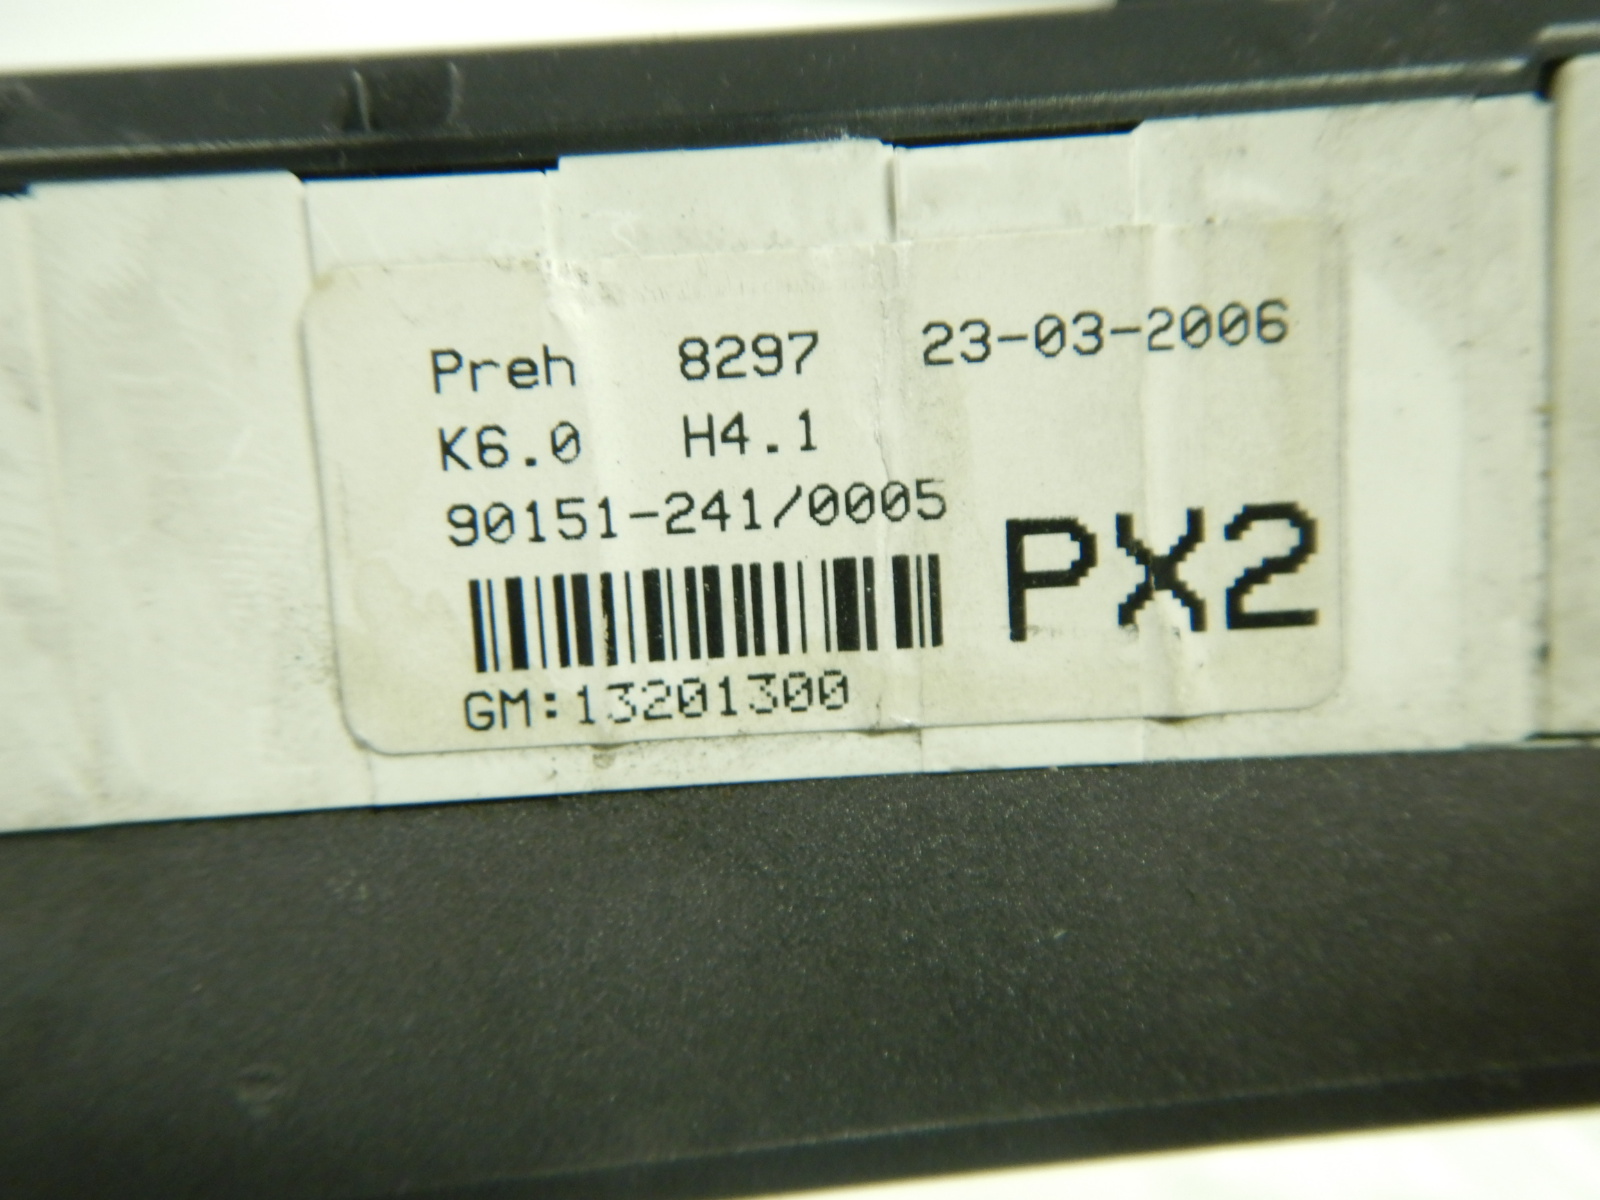 Preh 8297 23-03-2006
K6.0 H4.1
90151-241/0005
PX2
GM:13201300